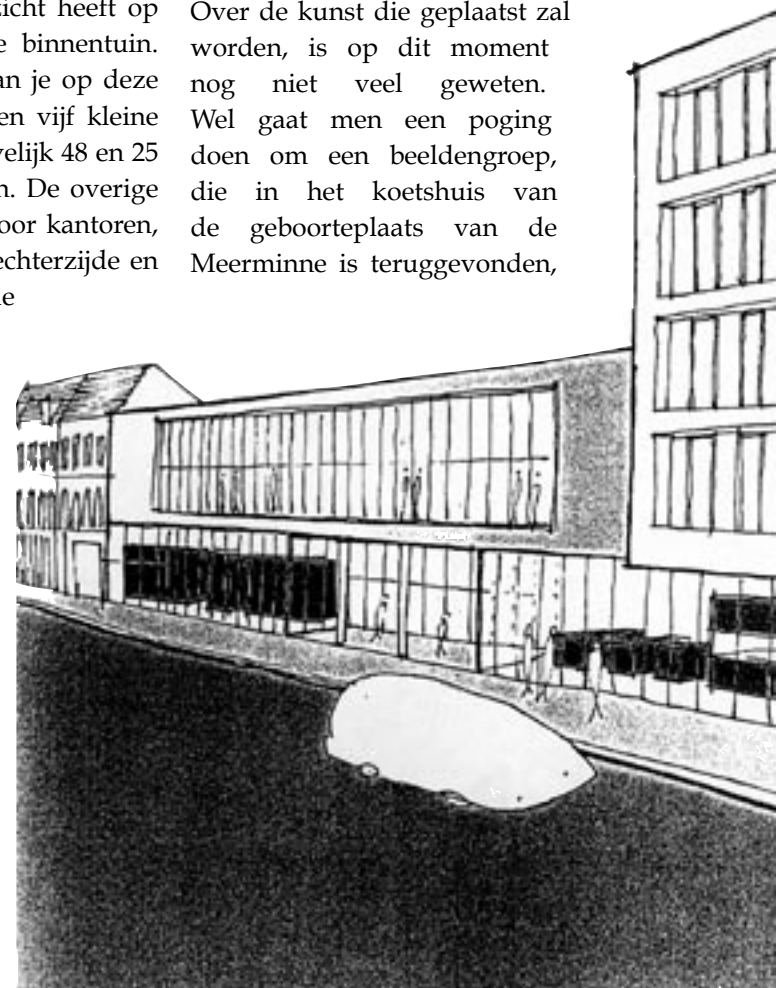 zicht heeft op
e binnentuin.
an je op deze
en vijf kleine
velijk 48 en 25
n. De overige
oor kantoren,
echterzijde en
Over de kunst die geplaatst zal
worden, is op dit moment
nog niet veel geweten.
Wel gaat men een poging
doen om een beeldengroep,
die in het koetshuis van
de geboorteplaats van de
Meerminne is teruggevonden,